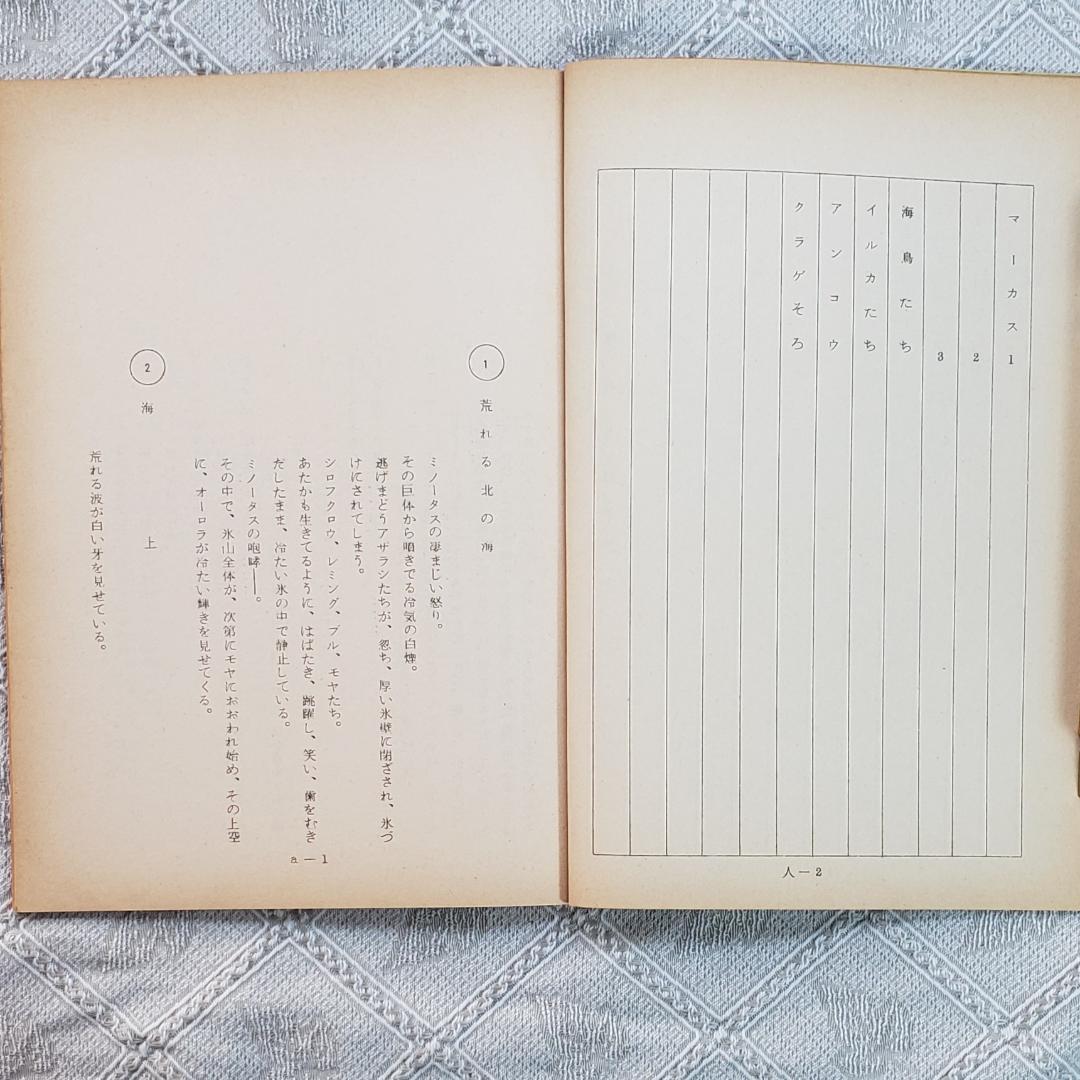 マーカス1
2
3
海鳥たち
イルカたち
アンコウ
クラゲそろ
人―2
①荒れる北の海
ミノータスの凄まじい怒り。
その巨体から噴きでる冷気の白煙。
逃げまどうアザラシたちが、忽ち、厚い氷壁に閉ざされ、氷づ
けにされてしまう。
シロフクロウ、レミング、ブル、モヤたち。
あたかも生きてるように、はばたき、跳躍し、笑い、歯をむき
だしたまま、冷たい氷の中で静止している。
ミノータスの咆哮――。
その中で、氷山全体が、次第にモヤにおおわれ始め、その上空
に、オーロラが冷たい輝きを見せてくる。
②海上
荒れる波が白い牙を見せている。
a―1